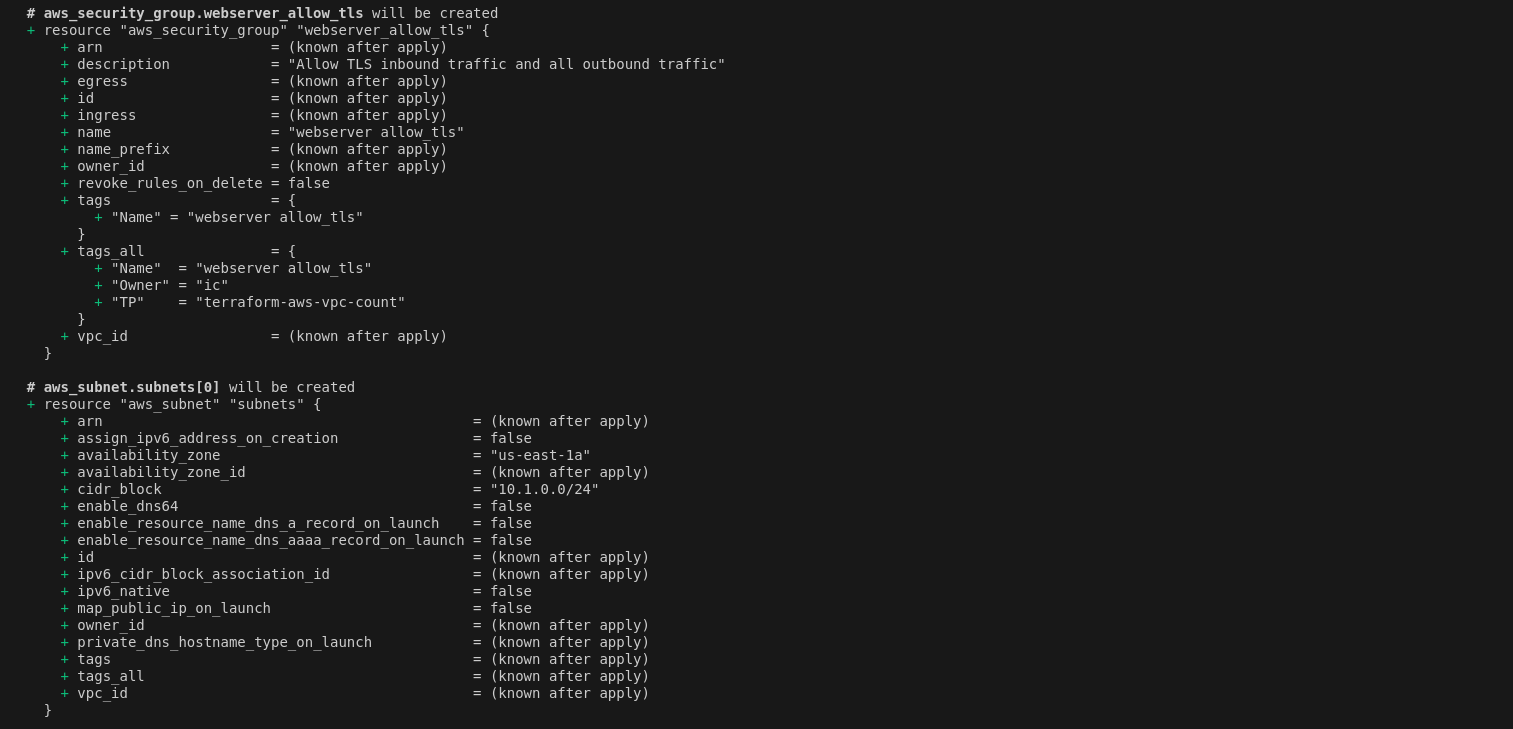 # aws_security_group.webserver_allow_tls will be created
+ resource "aws_security_group" "webserver_allow_tls" {
+ arn = (known after apply)
+ description = "Allow TLS inbound traffic and all outbound traffic"
+ egress = (known after apply)
+ id = (known after apply)
+ ingress = (known after apply)
+ name = "webserver allow_tls"
+ name_prefix = (known after apply)
+ owner_id = (known after apply)
+ revoke_rules_on_delete = false
+ tags = {
+ "Name" = "webserver allow_tls"
}
+ tags_all = {
+ "Name" = "webserver allow_tls"
+ "Owner" = "ic"
+ "TP" = "terraform-aws-vpc-count"
}
+ vpc_id = (known after apply)
}
# aws_subnet.subnets[0] will be created
+ resource "aws_subnet" "subnets" {
+ arn = (known after apply)
+ assign_ipv6_address_on_creation = false
+ availability_zone = "us-east-1a"
+ availability_zone_id = (known after apply)
+ cidr_block = "10.1.0.0/24"
+ enable_dns64 = false
+ enable_resource_name_dns_a_record_on_launch = false
+ enable_resource_name_dns_aaaa_record_on_launch = false
+ id = (known after apply)
+ ipv6_cidr_block_association_id = (known after apply)
+ ipv6_native = false
+ map_public_ip_on_launch = false
+ owner_id = (known after apply)
+ private_dns_hostname_type_on_launch = (known after apply)
+ tags = (known after apply)
+ tags_all = (known after apply)
+ vpc_id = (known after apply)
}